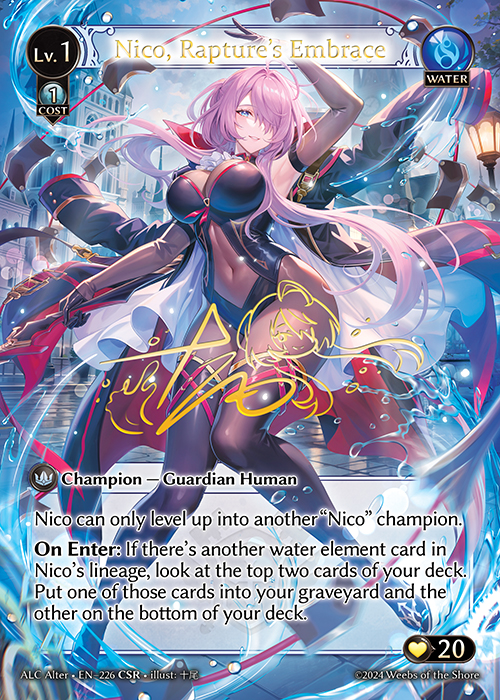 Lv. 1
Nico, Rapture's Embrace
1
COST
WATER
Champion — Guardian Human
Nico can only level up into another “Nico” champion.
On Enter: If there's another water element card in
Nico's lineage, look at the top two cards of your deck.
Put one of those cards into your graveyard and the
other on the bottom of your deck.
20
ALC Alter • EN-226 CSR • illust: 十尾
©2024 Weebs of the Shore